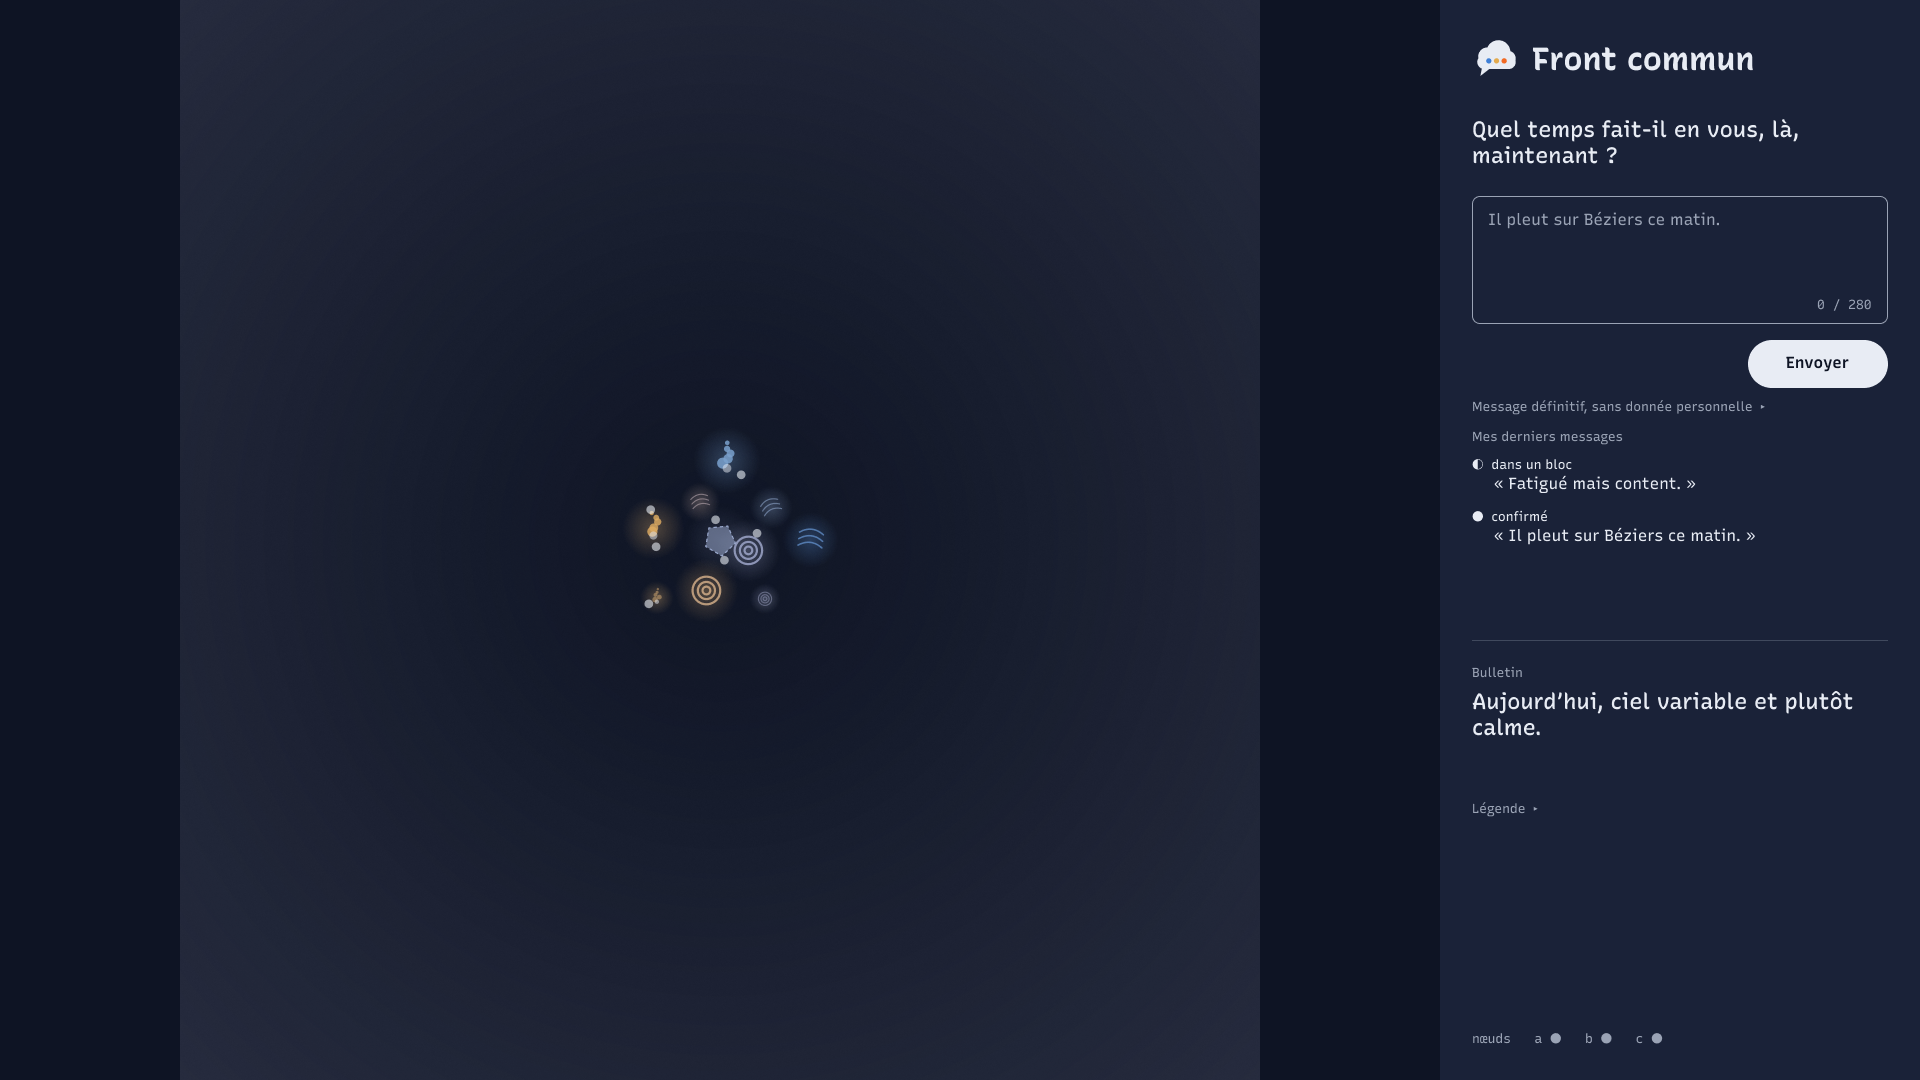 Front commun
Quel temps fait-il en vous, là,
maintenant ?
Il pleut sur Béziers ce matin.
0 / 280
Envoyer
Message définitif, sans donnée personnelle ▸
Mes derniers messages
dans un bloc
« Fatigué mais content. »
confirmé
« Il pleut sur Béziers ce matin. »
Bulletin
Aujourd’hui, ciel variable et plutôt
calme.
Légende ▸
nœuds a b c